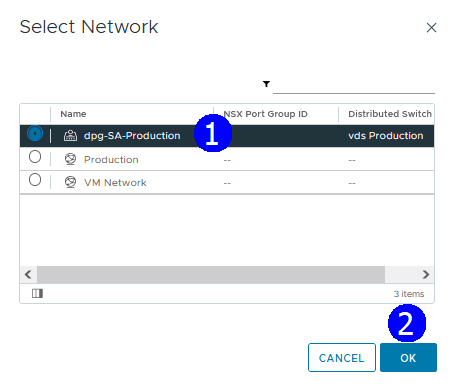 Select Network
Name NSX Port Group ID Distributed Switch
dpg-SA-Production 1 vds Production
Production -- --
VM Network -- --
3 items
2
CANCEL OK